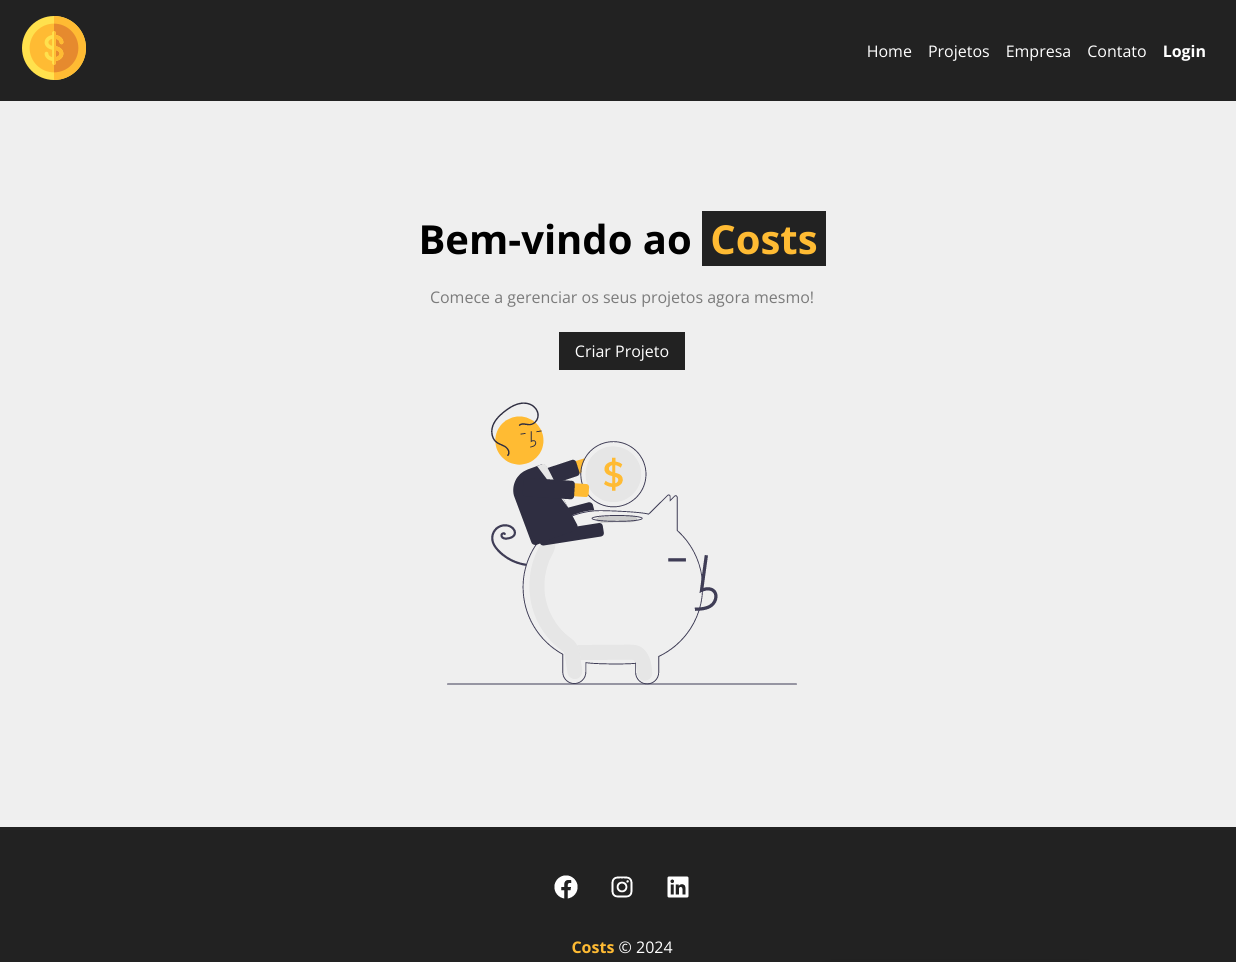 $
Home Projetos Empresa Contato Login
Bem-vindo ao Costs
Comece a gerenciar os seus projetos agora mesmo!
Criar Projeto
$
Costs © 2024